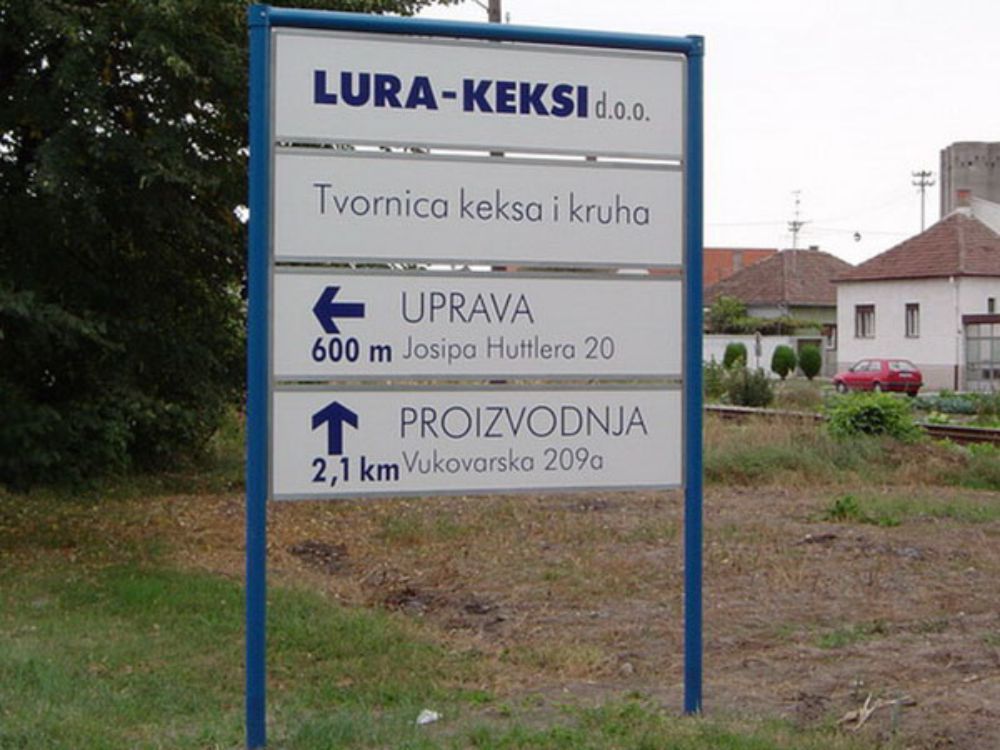 LURA-KEKSI d.o.o.
Tvornica keksa i kruha
UPRAVA
600 m Josipa Huttlera 20
PROIZVODNJA
2,1 km Vukovarska 209a